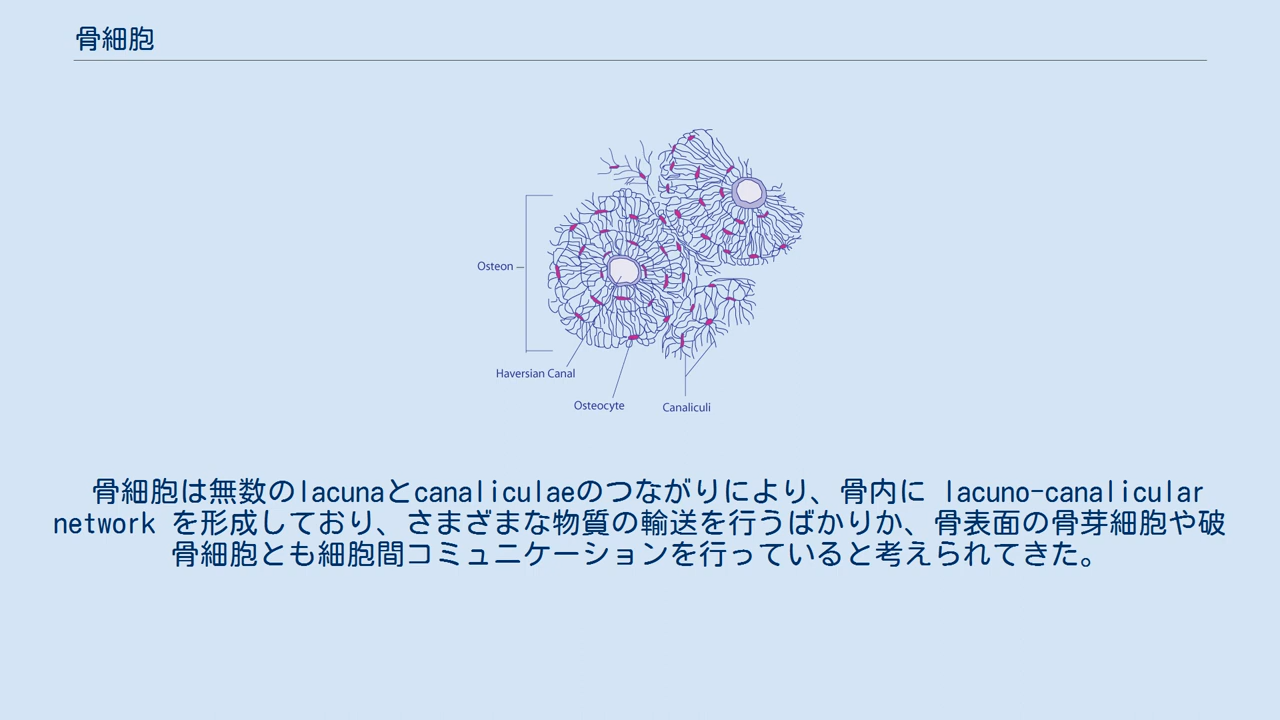 骨細胞
Osteon
Haversian Canal
Osteocyte
Canaliculi
骨細胞は無数のlacunaとcanaliculaeのつながりにより、骨内に lacuno-canalicular
network を形成しており、さまざまな物質の輸送を行うばかりか、骨表面の骨芽細胞や破
骨細胞とも細胞間コミュニケーションを行っていると考えられてきた。